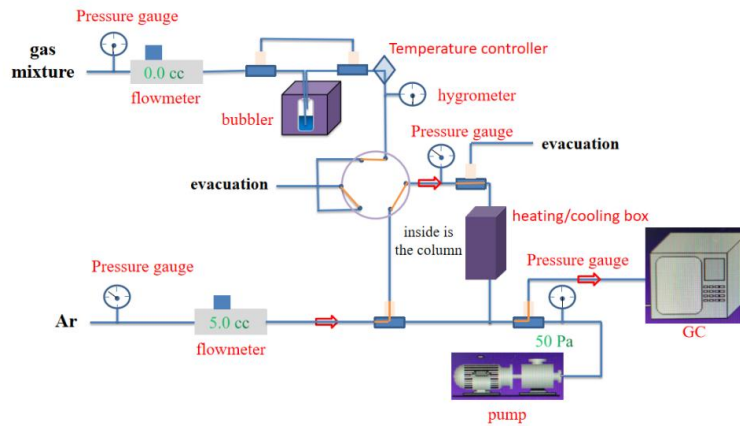 Pressure gauge
gas
mixture
0.0 cc
flowmeter
bubbler
Temperature controller
hygrometer
Pressure gauge
evacuation
evacuation
heating/cooling box
inside is
the column
Pressure gauge
Pressure gauge
Ar
5.0 cc
flowmeter
50 Pa
GC
pump